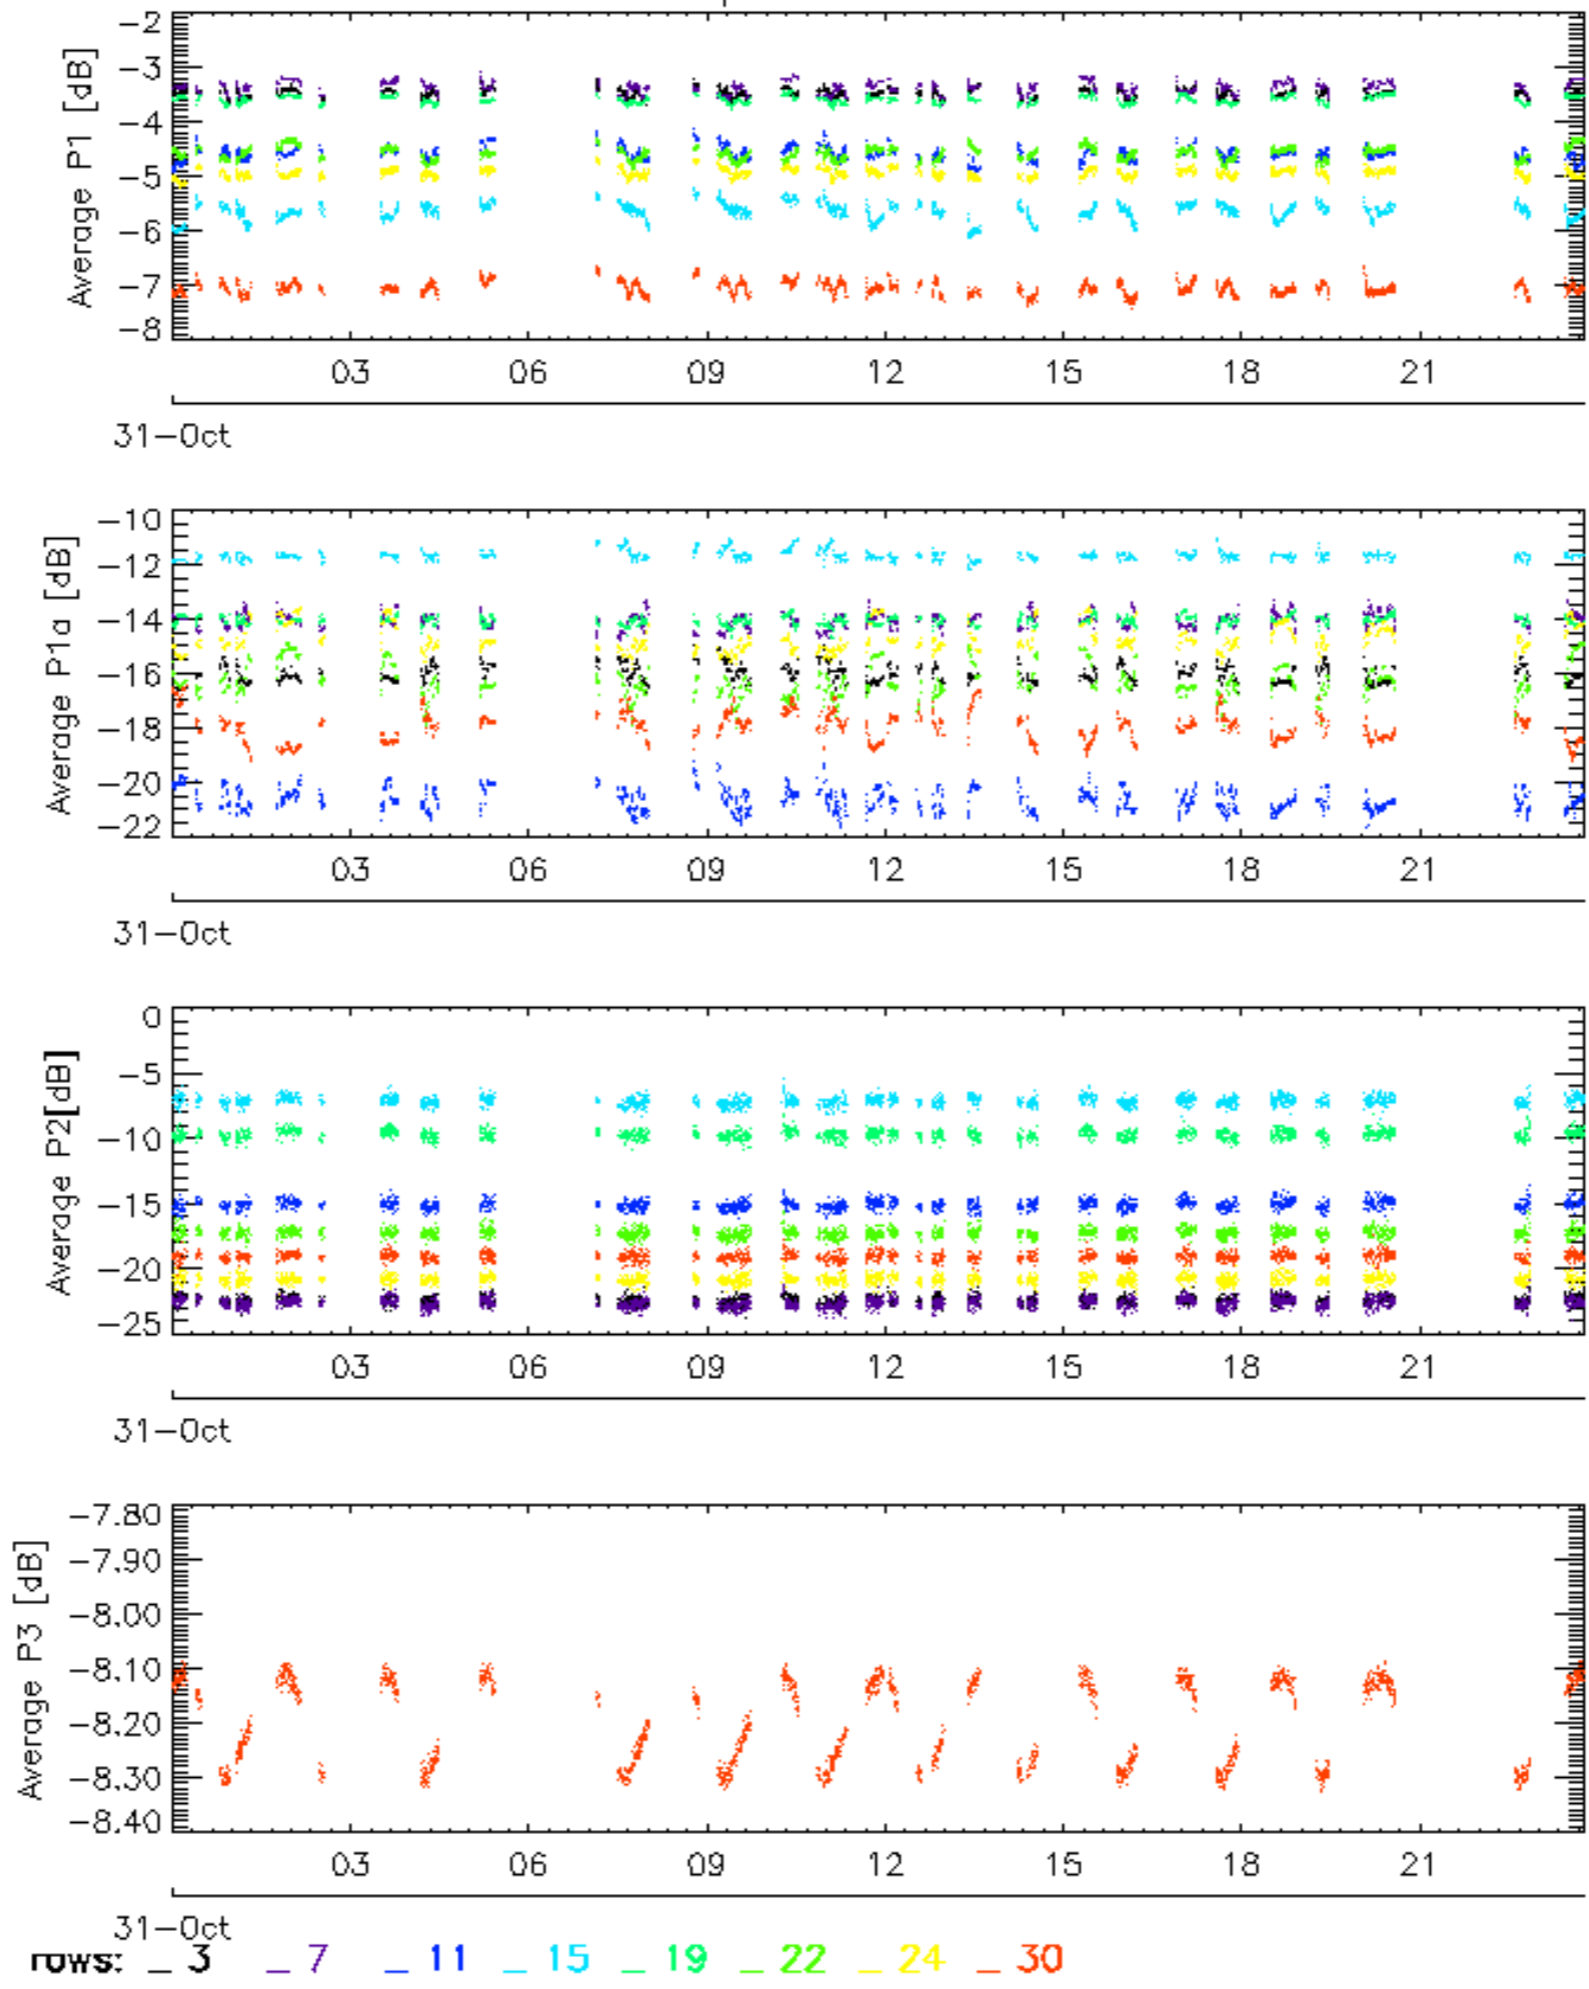 Average P1 [dB]
-2
-3
-4
-5
-6
-7
-8
03 06 09 12 15 18 21
31-Oct
Average P1a [dB]
-10
-12
-14
-16
-18
-20
-22
03 06 09 12 15 18 21
31-Oct
Average P2[dB]
0
-5
-10
-15
-20
-25
03 06 09 12 15 18 21
31-Oct
Average P3 [dB]
-7.80
-7.90
-8.00
-8.10
-8.20
-8.30
-8.40
03 06 09 12 15 18 21
31-Oct
rows: _ 3 _ 7 _ 11 _ 15 _ 19 _ 22 _ 24 _ 30